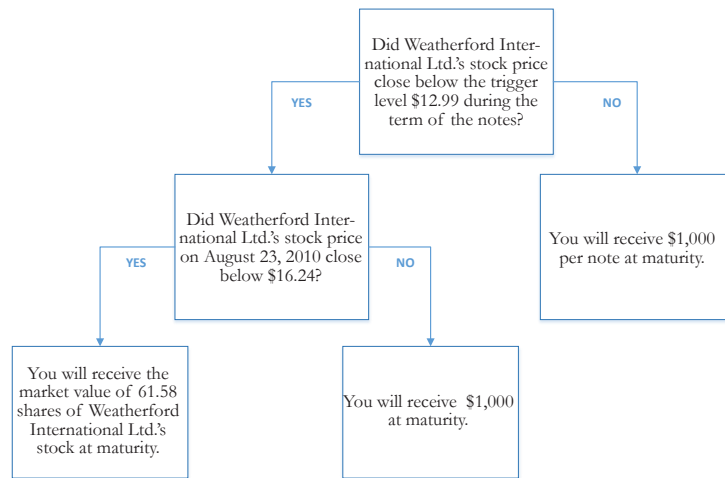 Did Weatherford Inter-
national Ltd.'s stock price
close below the trigger
level $12.99 during the
term of the notes?
YES
NO
Did Weatherford Inter-
national Ltd.'s stock price
on August 23, 2010 close
below $16.24?
You will receive $1,000
per note at maturity.
YES
NO
You will receive the
market value of 61.58
shares of Weatherford
International Ltd.'s
stock at maturity.
You will receive $1,000
at maturity.